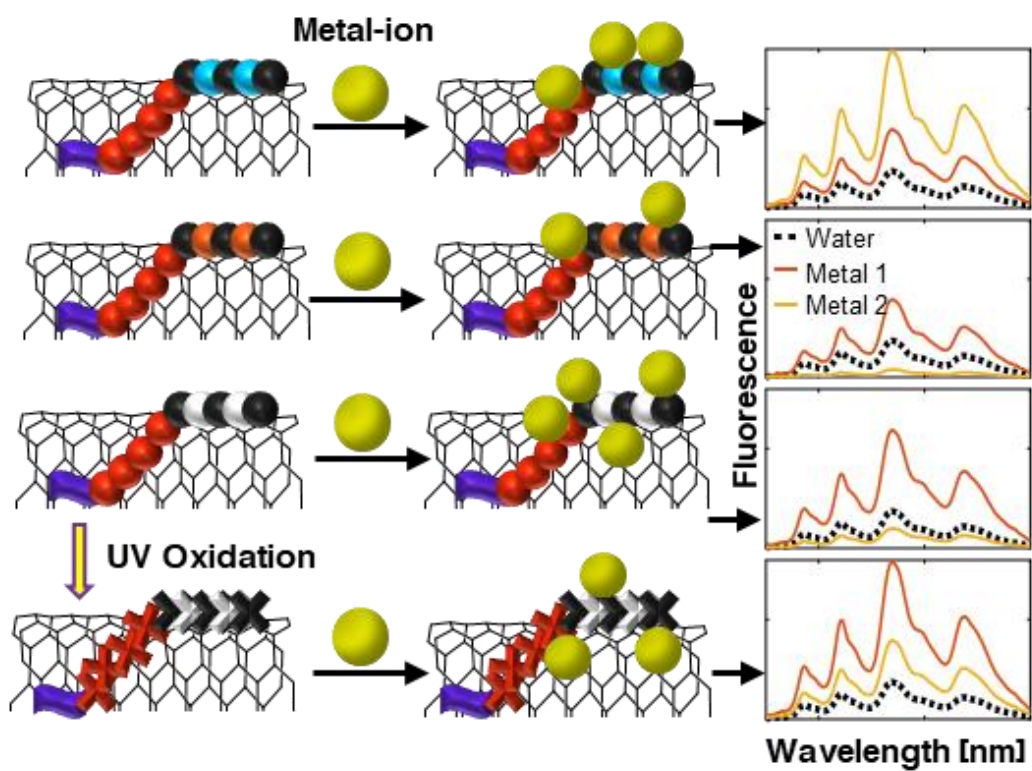 Metal-ion
Water
Metal 1
Metal 2
Fluorescence
UV Oxidation
Wavelength [nm]